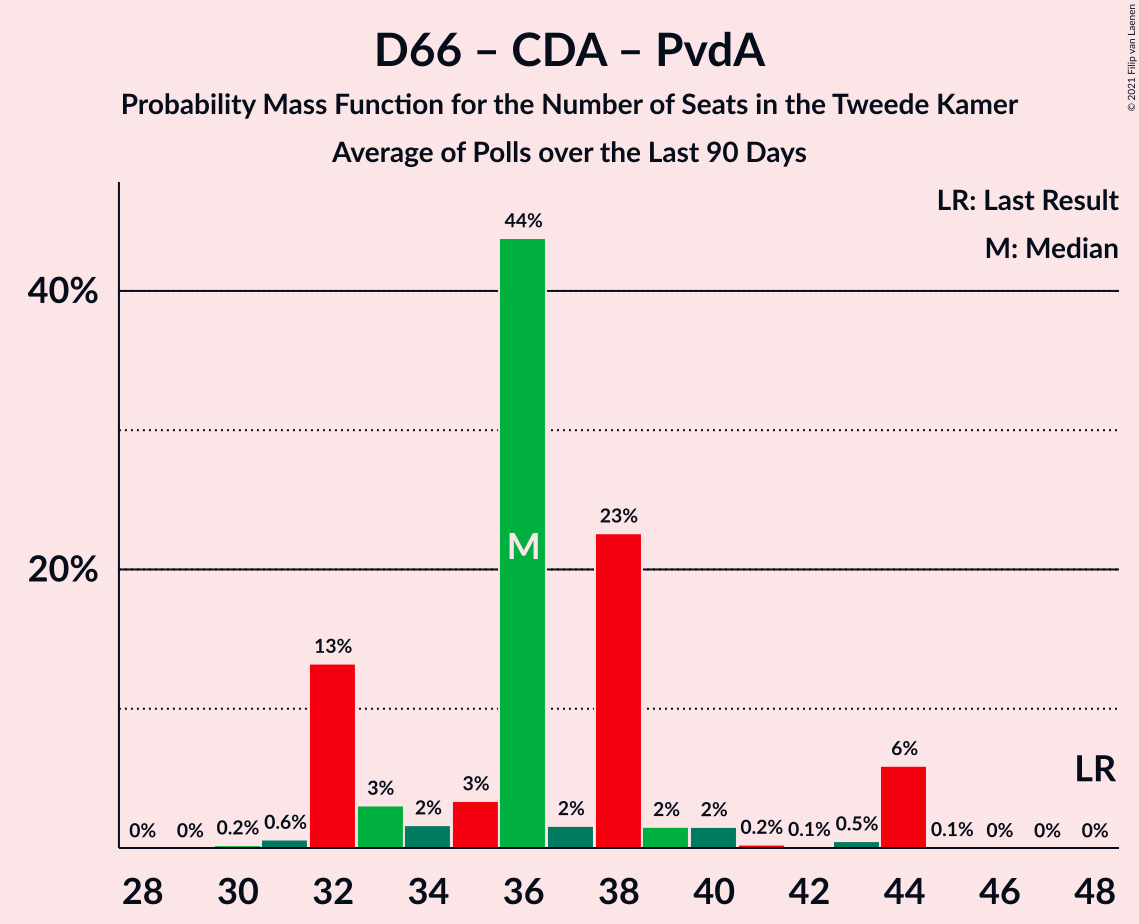 D66 – CDA – PvdA
Probability Mass Function for the Number of Seats in the Tweede Kamer
Average of Polls over the Last 90 Days
© 2021 Filip van Laenen
LR: Last Result
M: Median
44%
40%
23%
M
20%
13%
6%
LR
3%
3%
2%
2%
2%
2%
0% 0% 0.2% 0.6% 0.2% 0.1% 0.5% 0.1% 0% 0% 0%
28 30 32 34 36 38 40 42 44 46 48